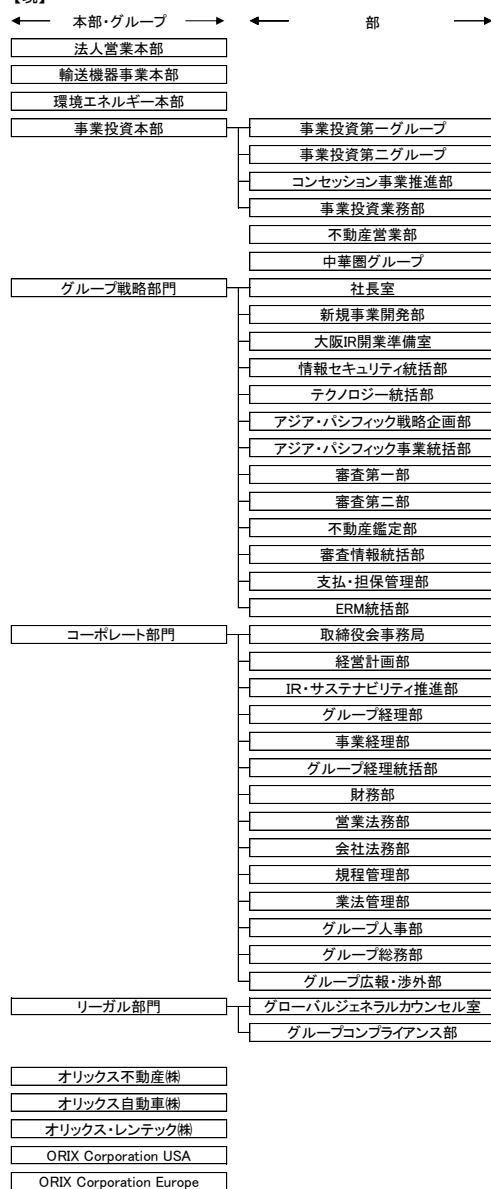 【現】
本部・グループ 部
法人営業本部
輸送機器事業本部
環境エネルギー本部
事業投資本部 事業投資第一グループ
事業投資第二グループ
コンセッション事業推進部
事業投資業務部
不動産営業部
中華圏グループ
グループ戦略部門 社長室
新規事業開発部
大阪IR開業準備室
情報セキュリティ統括部
テクノロジー統括部
アジア・パシフィック戦略企画部
アジア・パシフィック事業統括部
審査第一部
審査第二部
不動産鑑定部
審査情報統括部
支払・担保管理部
ERM統括部
コーポレート部門 取締役会事務局
経営計画部
IR・サステナビリティ推進部
グループ経理部
事業経理部
グループ経理統括部
財務部
営業法務部
会社法務部
規程管理部
業法管理部
グループ人事部
グループ総務部
グループ広報・渉外部
リーガル部門 グローバルジェネラルカウンセル室
グループコンプライアンス部
オリックス不動産㈱
オリックス自動車㈱
オリックス・レンテック㈱
ORIX Corporation USA
ORIX Corporation Europe